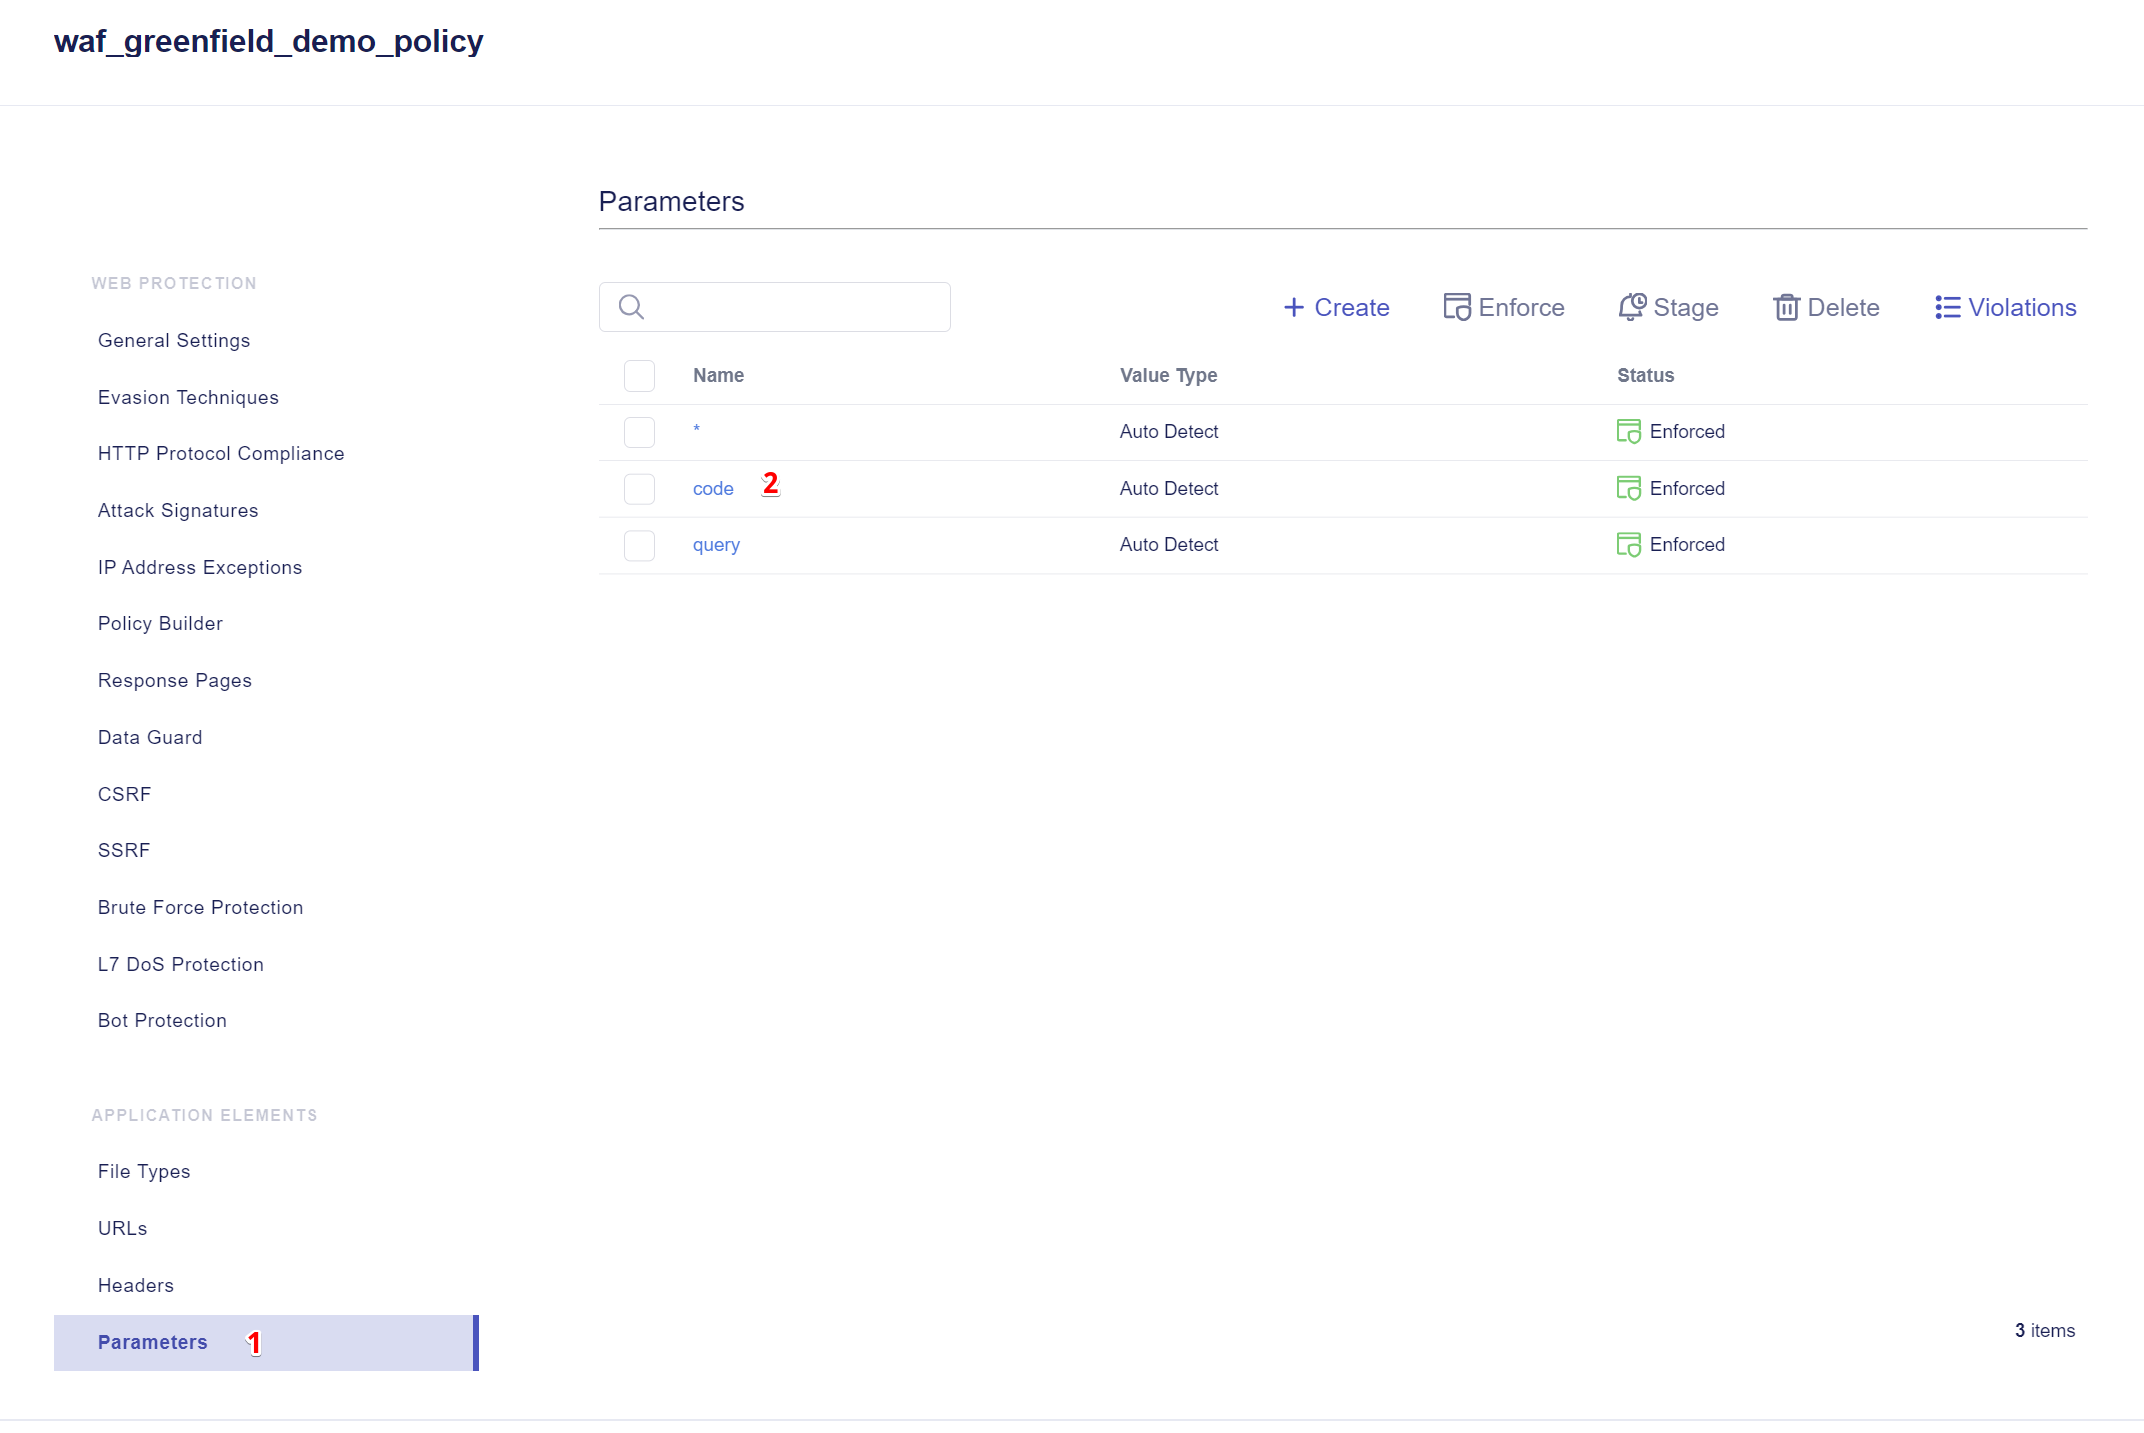 waf_greenfield_demo_policy
WEB PROTECTION
General Settings
Evasion Techniques
HTTP Protocol Compliance
Attack Signatures
IP Address Exceptions
Policy Builder
Response Pages
Data Guard
CSRF
SSRF
Brute Force Protection
L7 DoS Protection
Bot Protection
APPLICATION ELEMENTS
File Types
URLs
Headers
Parameters 1
Parameters
+ Create Enforce Stage Delete Violations
Name Value Type Status
* Auto Detect Enforced
code 2 Auto Detect Enforced
query Auto Detect Enforced
3 items